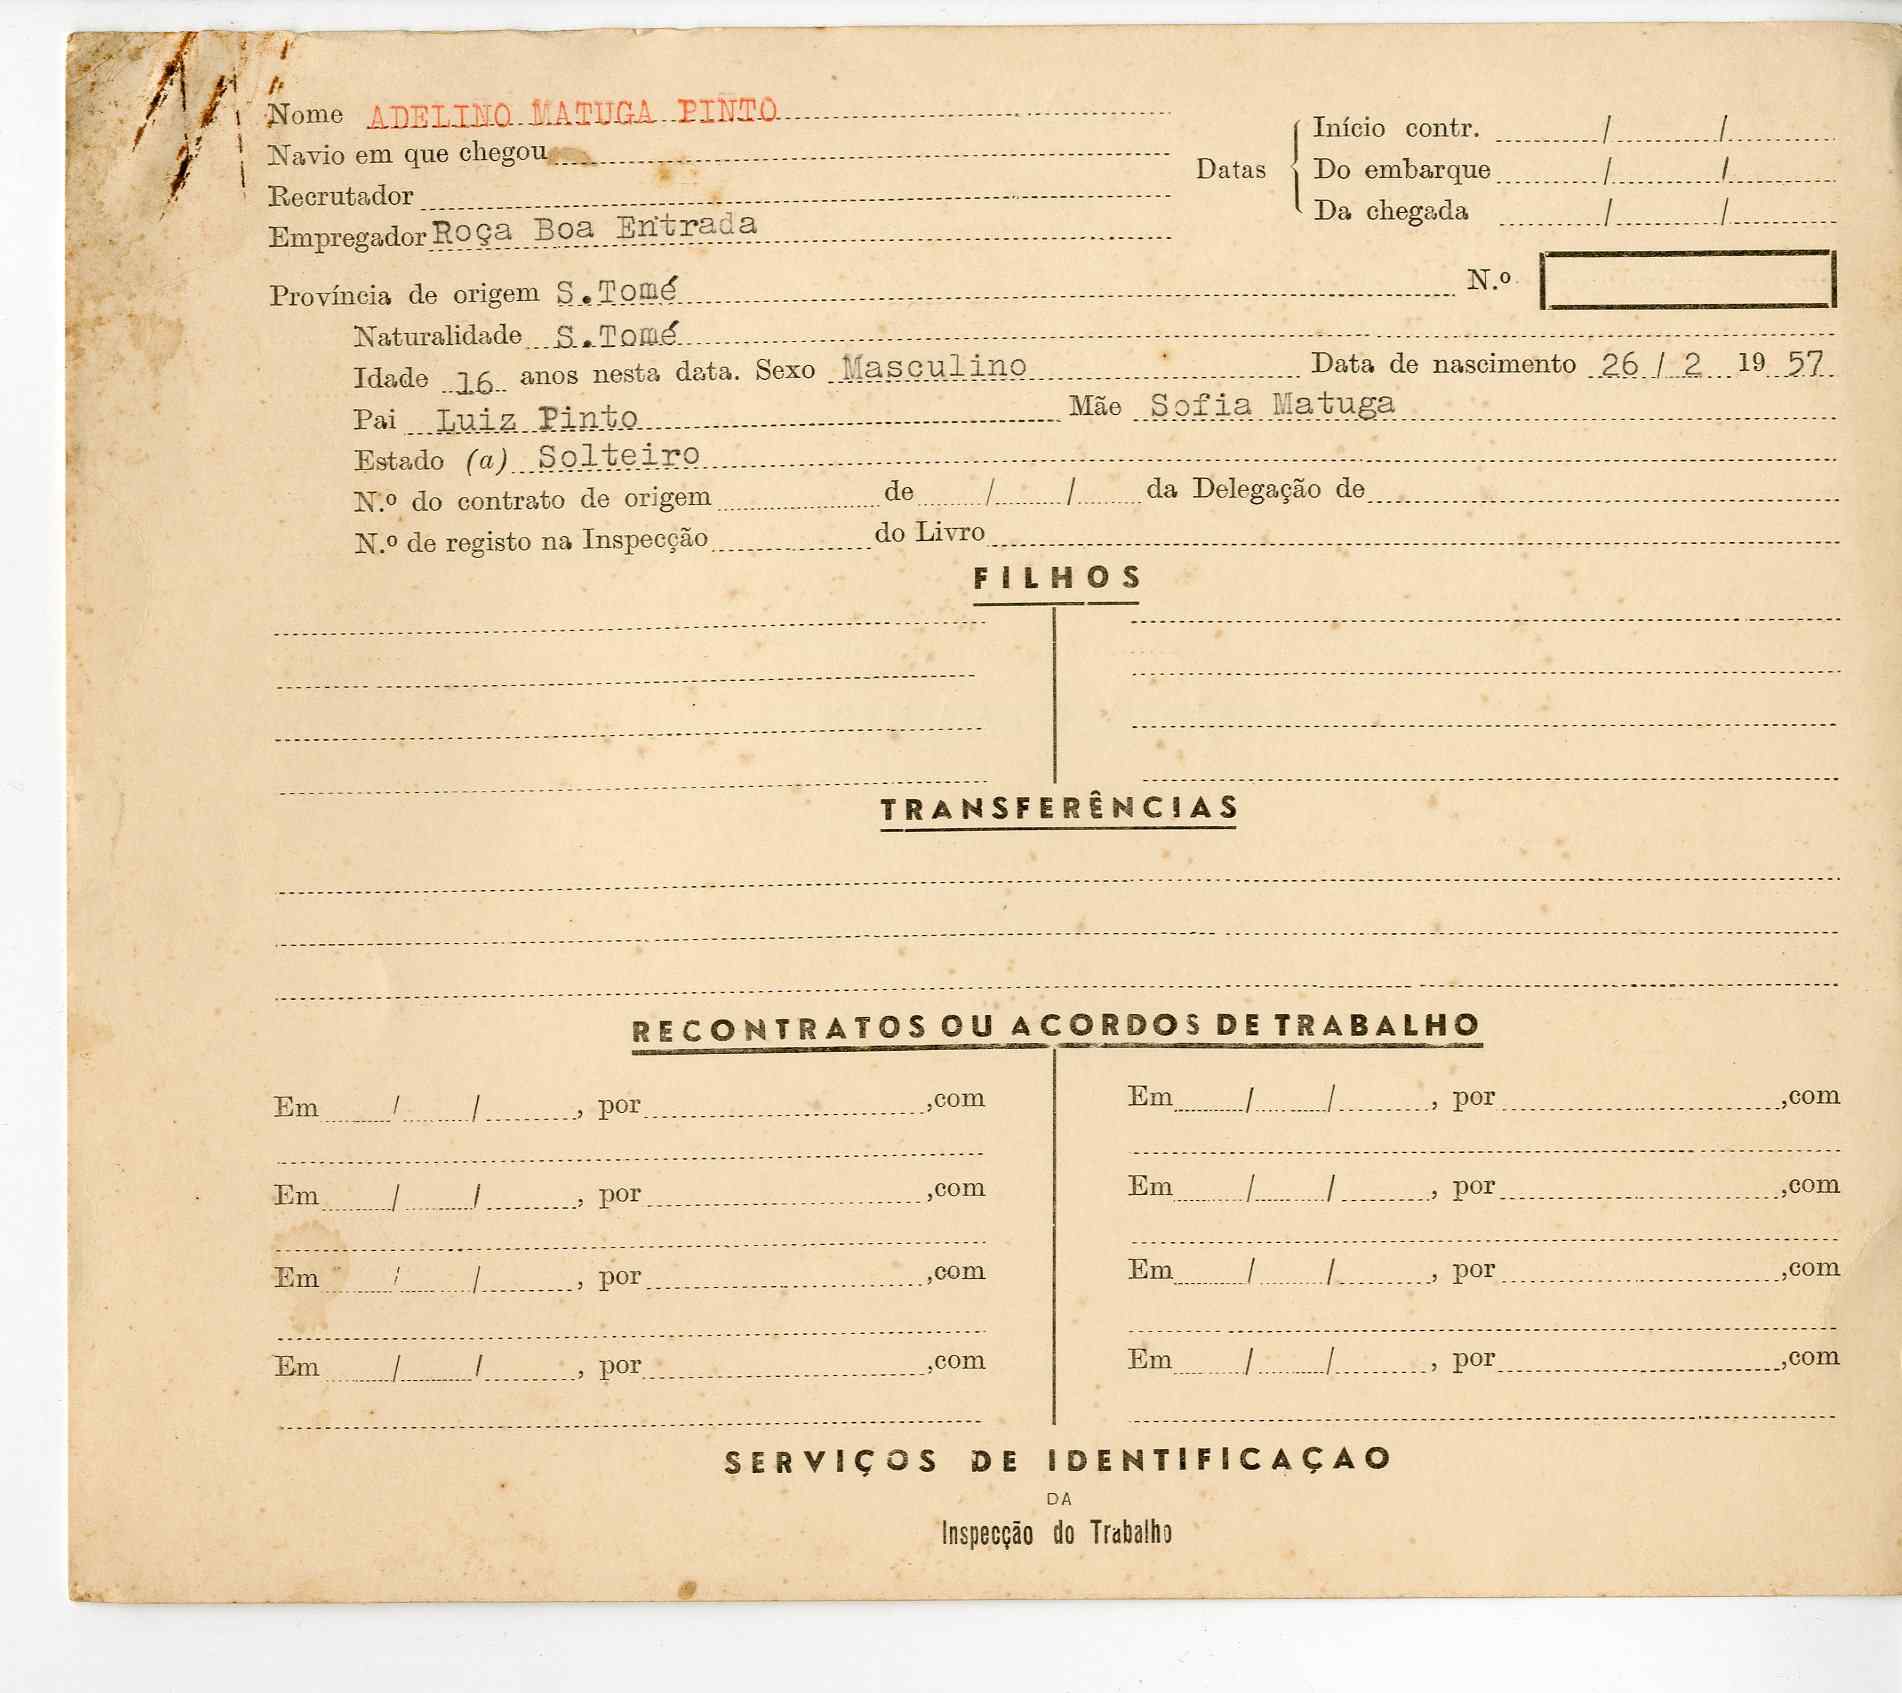 Nome ADELINO MATUGA PINTO
Navio em que chegou
Recrutador
Empregador Roça Boa Entrada
Datas
Início contr. / /
Do embarque / /
Da chegada / /
Província de origem S.Tomé N.º
Naturalidade S.Tomé
Idade 16 anos nesta data. Sexo Masculino Data de nascimento 26 / 2 19 57
Pai Luiz Pinto Mãe Sofia Matuga
Estado (a) Solteiro
N.º do contrato de origem de / / da Delegação de
N.º de registo na Inspecção do Livro
FILHOS
TRANSFERÊNCIAS
RECONTRATOS OU ACORDOS DE TRABALHO
Em / / , por ,com Em / / , por ,com
Em / / , por ,com Em / / , por ,com
Em / / , por ,com Em / / , por ,com
Em / / , por ,com Em / / , por ,com
SERVIÇOS DE IDENTIFICAÇAO
DA
Inspecção do Trabalho